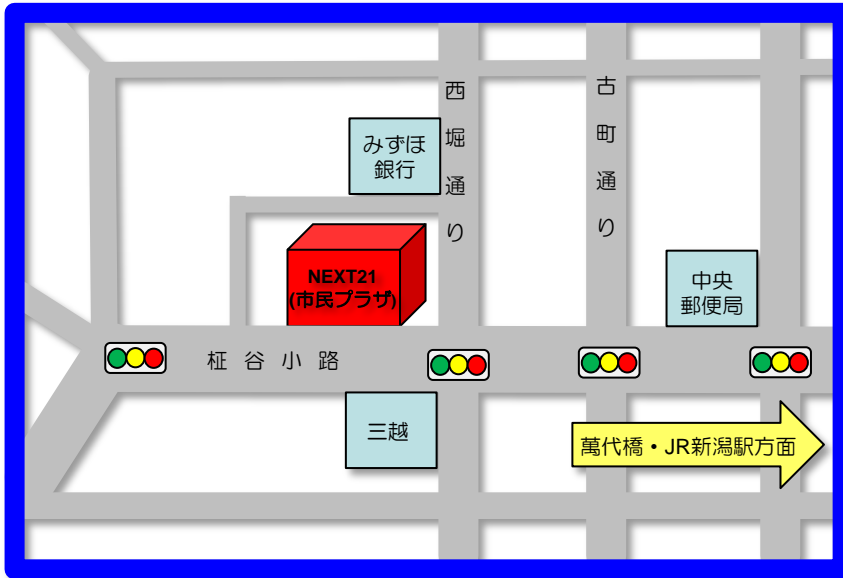 西堀通り
古町通り
みずほ
銀行
NEXT21
(市民プラザ)
中央
郵便局
柾谷小路
三越
萬代橋・JR新潟駅方面